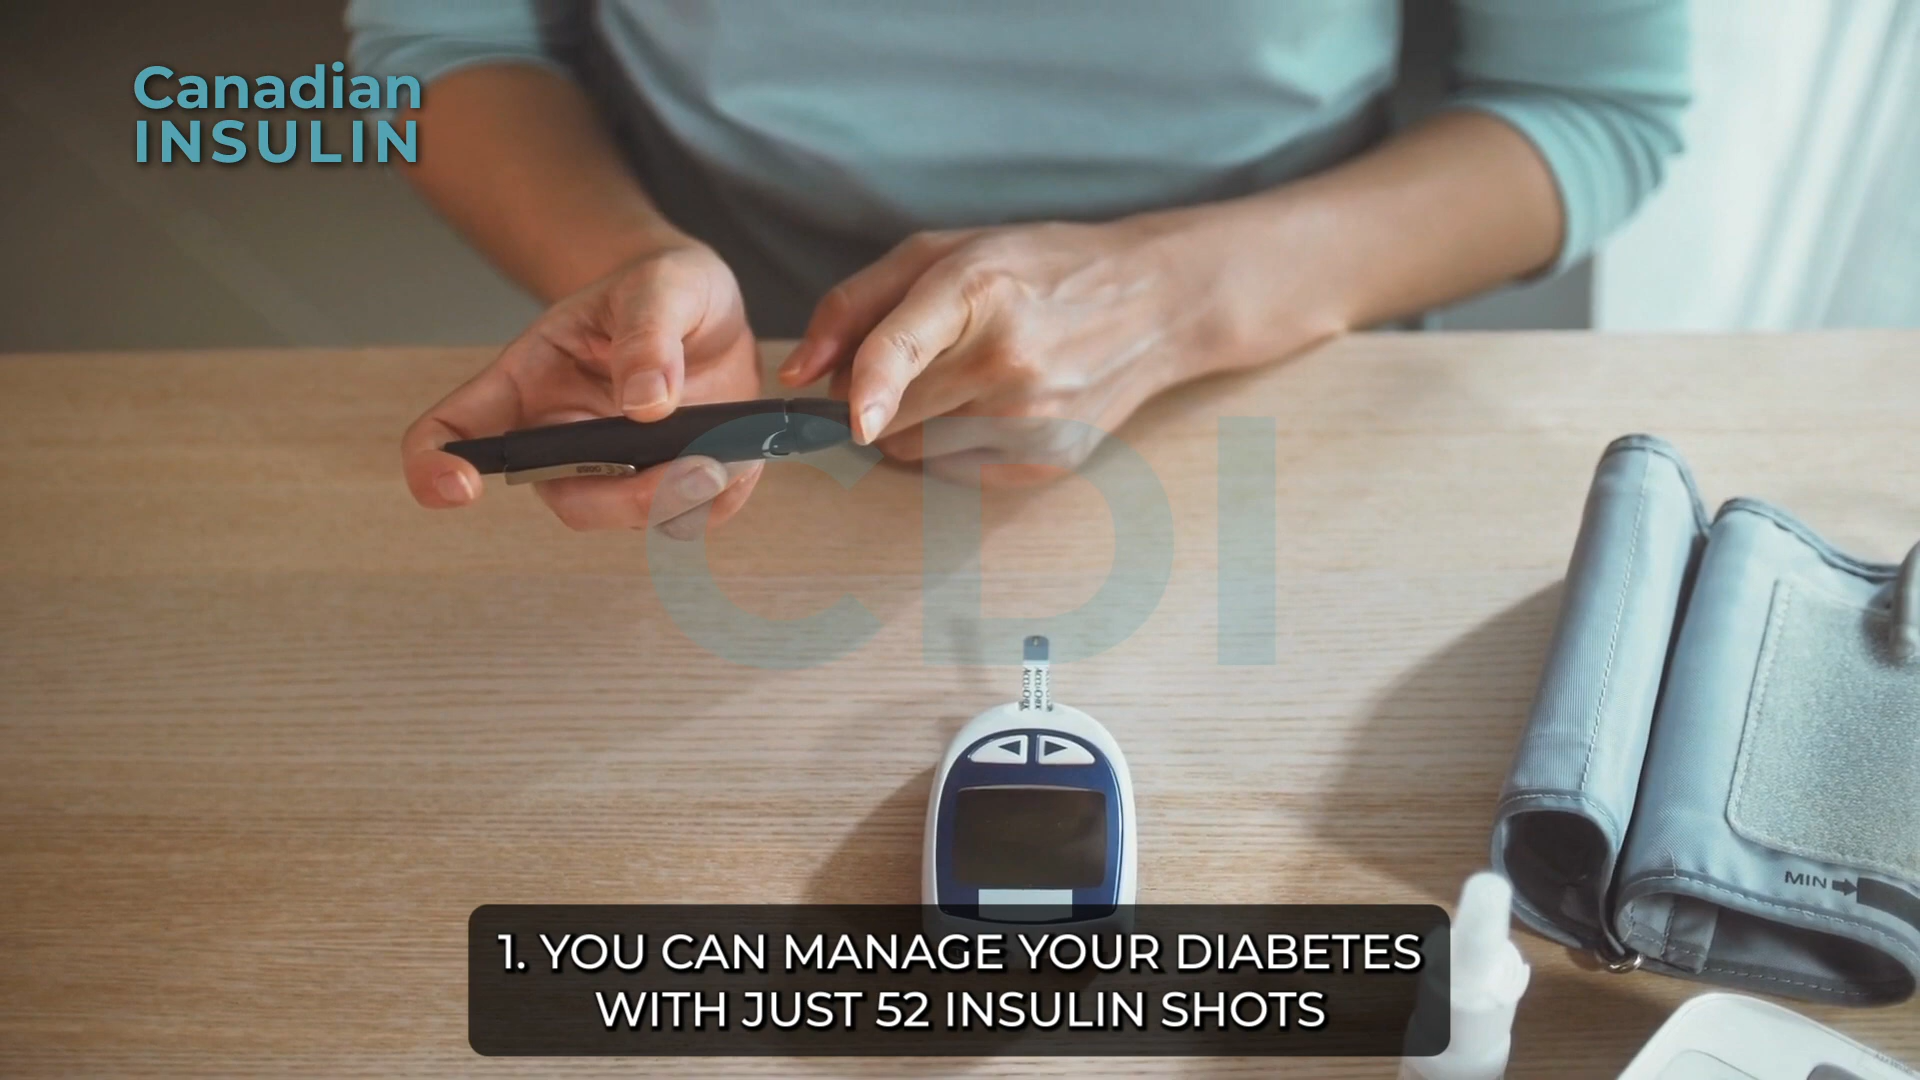 Canadian
INSULIN
CDI
MIN
1. YOU CAN MANAGE YOUR DIABETES
WITH JUST 52 INSULIN SHOTS